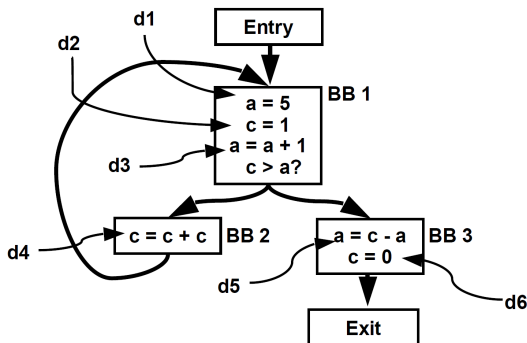 Entry
d1
d2
BB 1
a = 5
c = 1
a = a + 1
c > a?
d3
c = c + c
BB 2
d4
a = c - a
c = 0
BB 3
d5
d6
Exit